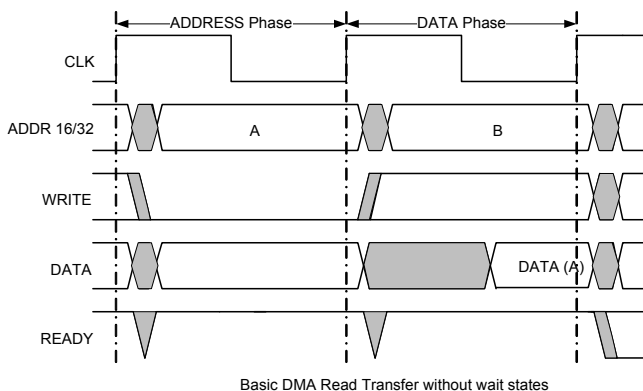 ADDRESS Phase DATA Phase
CLK
ADDR 16/32 A B
WRITE
DATA DATA (A)
READY
Basic DMA Read Transfer without wait states